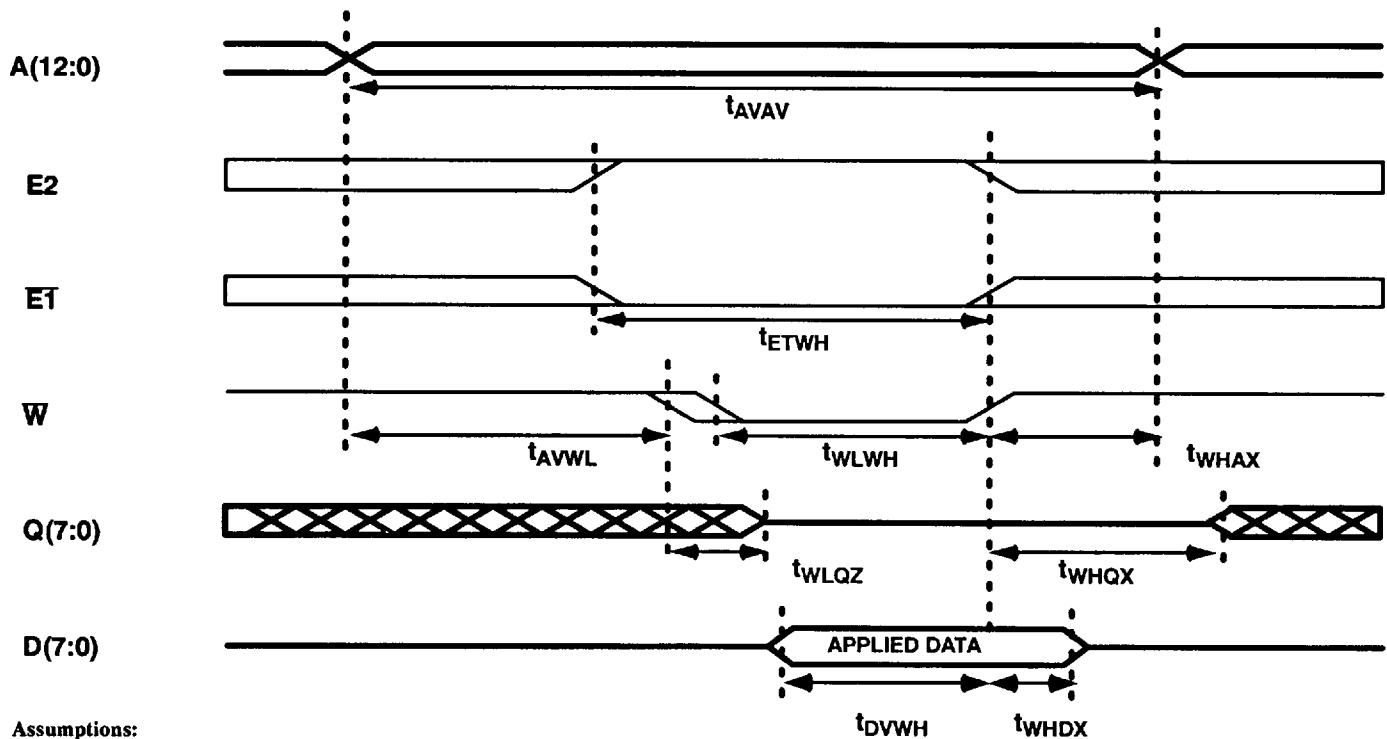 A(12:0)
tAVAV
E2
E1
tETWH
W
tAVWL
tWLWH
tWHAX
Q(7:0)
tWLQZ
tWHQX
D(7:0)
APPLIED DATA
tDVWH
tWHDX
Assumptions: